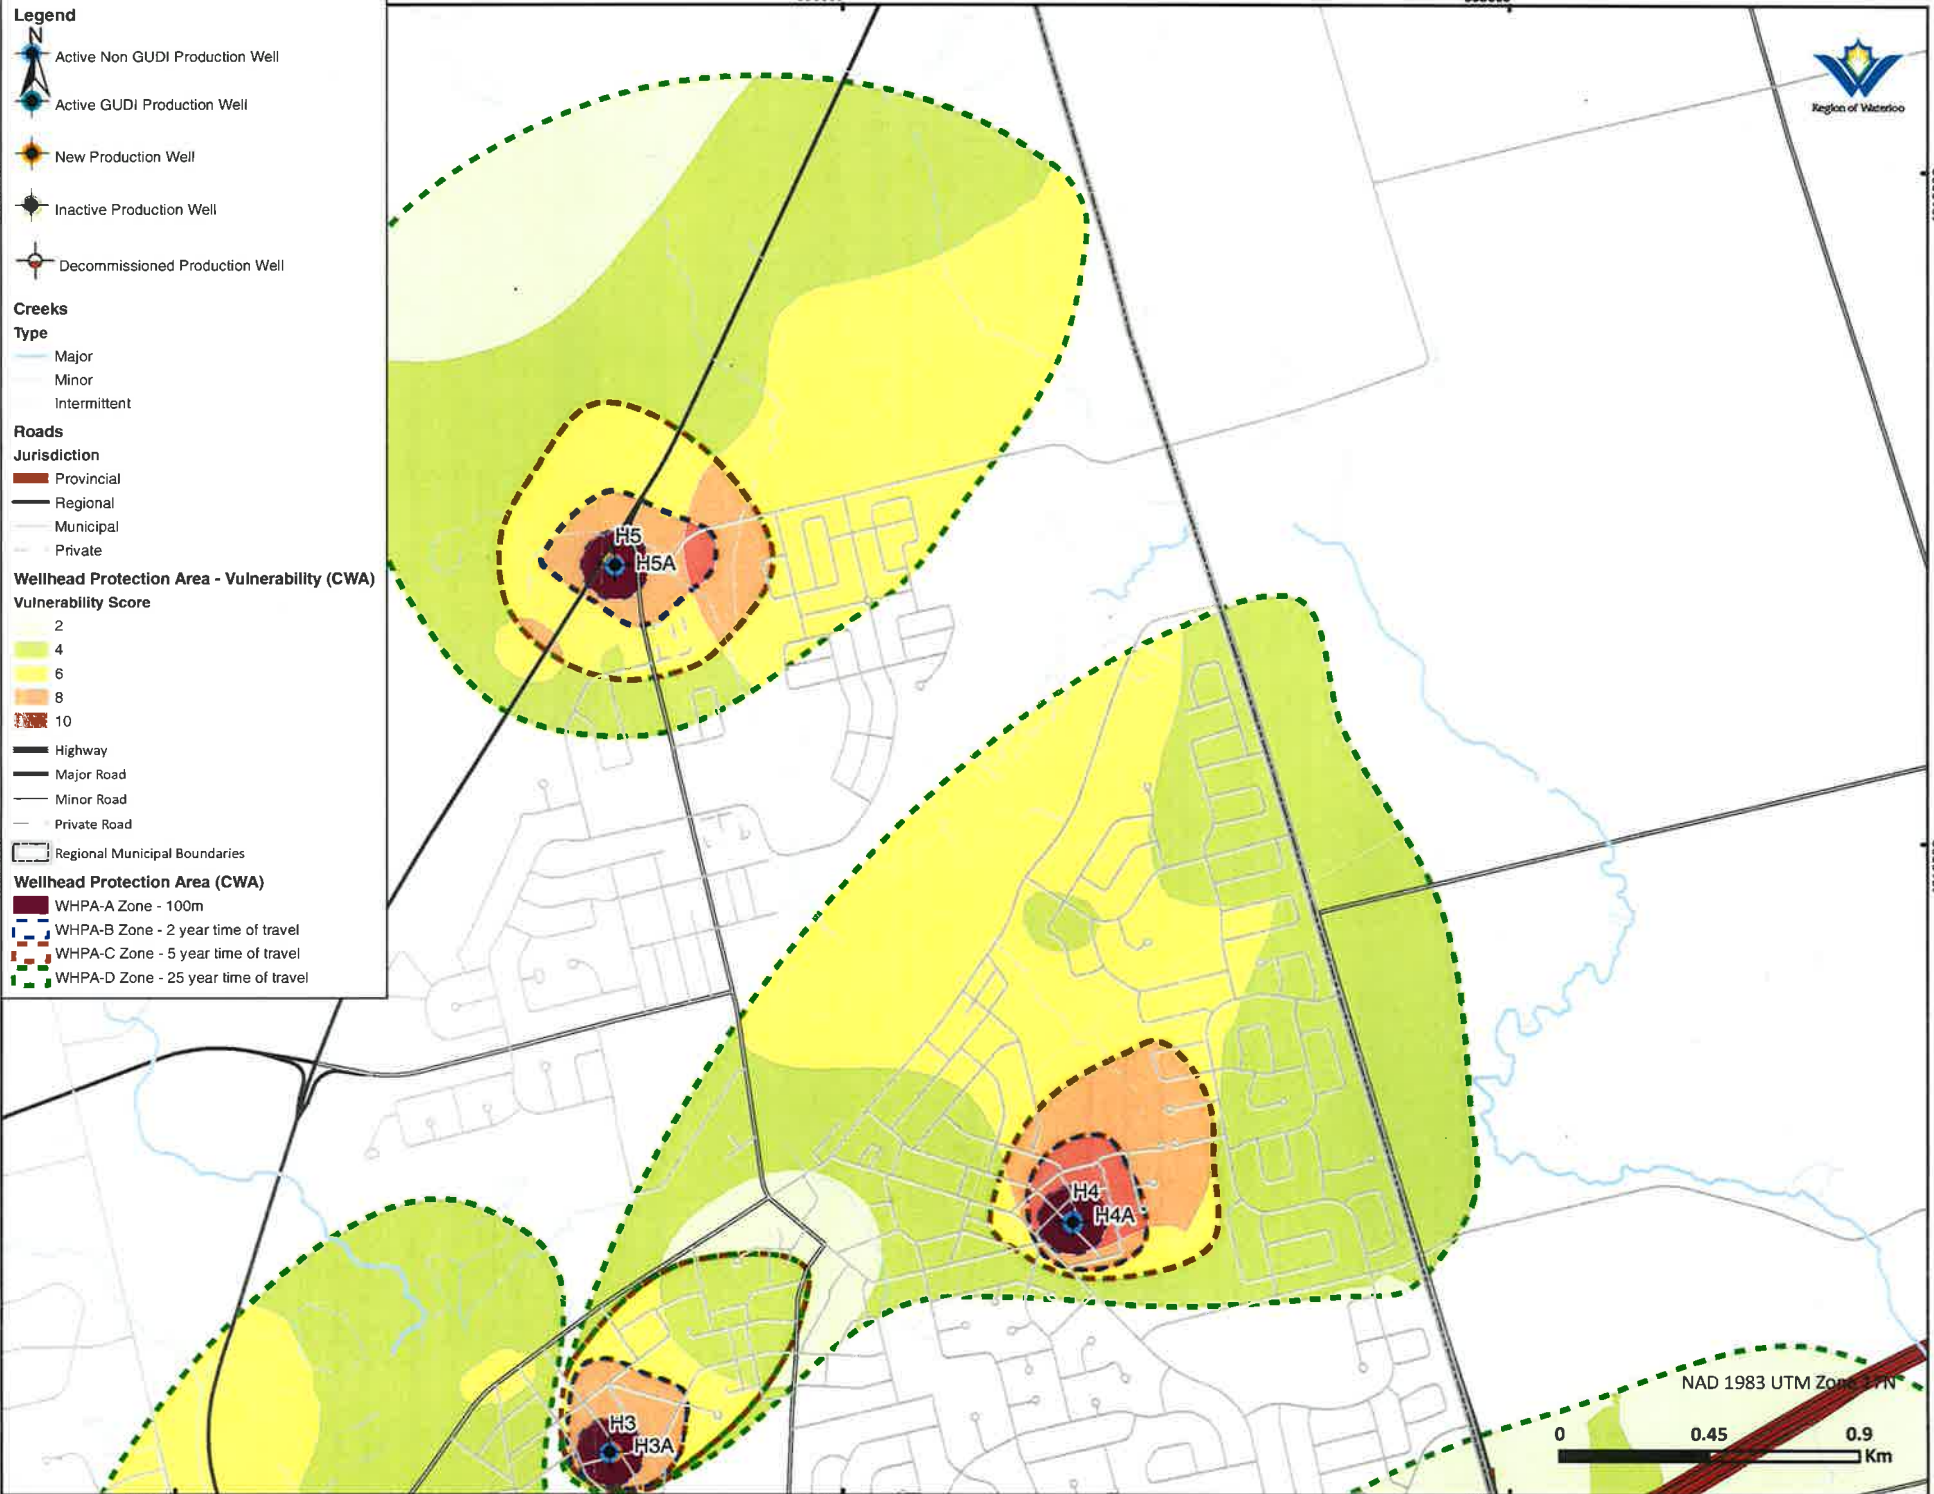 Legend
N
Active Non GUDI Production Well
Active GUDI Production Well
New Production Well
Inactive Production Well
Decommissioned Production Well
Creeks
Type
Major
Minor
Intermittent
Roads
Jurisdiction
Provincial
Regional
Municipal
Private
Wellhead Protection Area - Vulnerability (CWA)
Vulnerability Score
2
4
6
8
10
Highway
Major Road
Minor Road
Private Road
Regional Municipal Boundaries
Wellhead Protection Area (CWA)
WHPA-A Zone - 100m
WHPA-B Zone - 2 year time of travel
WHPA-C Zone - 5 year time of travel
WHPA-D Zone - 25 year time of travel
Region of Waterloo
H5
H5A
H4
H4A
H3
H3A
NAD 1983 UTM Zone 17N
0 0.45 0.9
Km